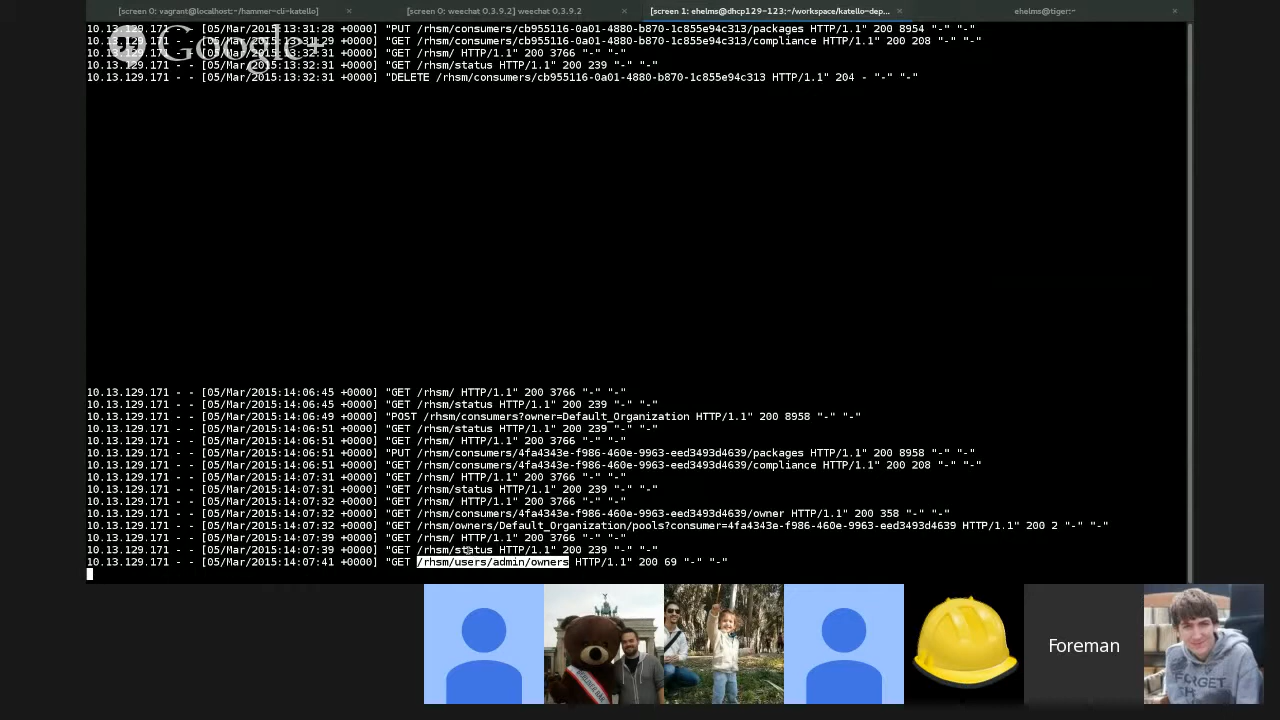 [screen 0: vagrant@localhost:~/hammer-cli-katello] × [screen 0: weechat 0.3.9.2] weechat 0.3.9.2 × [screen 1: ehelms@dhcp129-123:~/workspace/katello-dep... × ehelms@tiger:~ ×
10.13.129.171 - - [05/Mar/2015:13:31:28 +0000] "PUT /rhsm/consumers/cb955116-0a01-4880-b870-1c855e94c313/packages HTTP/1.1" 200 8954 "-" "-"
+0000] "GET /rhsm/consumers/cb955116-0a01-4880-b870-1c855e94c313/compliance HTTP/1.1" 200 208 "-" "-"
+0000] "GET /rhsm/ HTTP/1.1" 200 3766 "-" "-"
10.13.129.171 - - [05/Mar/2015:13:32:31 +0000] "GET /rhsm/status HTTP/1.1" 200 239 "-" "-"
10.13.129.171 - - [05/Mar/2015:13:32:31 +0000] "DELETE /rhsm/consumers/cb955116-0a01-4880-b870-1c855e94c313 HTTP/1.1" 204 - "-" "-"
Google+
10.13.129.171 - - [05/Mar/2015:14:06:45 +0000] "GET /rhsm/ HTTP/1.1" 200 3766 "-" "-"
10.13.129.171 - - [05/Mar/2015:14:06:45 +0000] "GET /rhsm/status HTTP/1.1" 200 239 "-" "-"
10.13.129.171 - - [05/Mar/2015:14:06:49 +0000] "POST /rhsm/consumers?owner=Default_Organization HTTP/1.1" 200 8958 "-" "-"
10.13.129.171 - - [05/Mar/2015:14:06:51 +0000] "GET /rhsm/status HTTP/1.1" 200 239 "-" "-"
10.13.129.171 - - [05/Mar/2015:14:06:51 +0000] "GET /rhsm/ HTTP/1.1" 200 3766 "-" "-"
10.13.129.171 - - [05/Mar/2015:14:06:51 +0000] "PUT /rhsm/consumers/4fa4343e-f986-460e-9963-eed3493d4639/packages HTTP/1.1" 200 8958 "-" "-"
10.13.129.171 - - [05/Mar/2015:14:06:51 +0000] "GET /rhsm/consumers/4fa4343e-f986-460e-9963-eed3493d4639/compliance HTTP/1.1" 200 208 "-" "-"
10.13.129.171 - - [05/Mar/2015:14:07:31 +0000] "GET /rhsm/ HTTP/1.1" 200 3766 "-" "-"
10.13.129.171 - - [05/Mar/2015:14:07:31 +0000] "GET /rhsm/status HTTP/1.1" 200 239 "-" "-"
10.13.129.171 - - [05/Mar/2015:14:07:32 +0000] "GET /rhsm/ HTTP/1.1" 200 3766 "-" "-"
10.13.129.171 - - [05/Mar/2015:14:07:32 +0000] "GET /rhsm/consumers/4fa4343e-f986-460e-9963-eed3493d4639/owner HTTP/1.1" 200 358 "-" "-"
10.13.129.171 - - [05/Mar/2015:14:07:32 +0000] "GET /rhsm/owners/Default_Organization/pools?consumer=4fa4343e-f986-460e-9963-eed3493d4639 HTTP/1.1" 200 2 "-" "-"
10.13.129.171 - - [05/Mar/2015:14:07:39 +0000] "GET /rhsm/ HTTP/1.1" 200 3766 "-" "-"
10.13.129.171 - - [05/Mar/2015:14:07:39 +0000] "GET /rhsm/status HTTP/1.1" 200 239 "-" "-"
10.13.129.171 - - [05/Mar/2015:14:07:41 +0000] "GET /rhsm/users/admin/owners HTTP/1.1" 200 69 "-" "-"
Foreman
FORGET